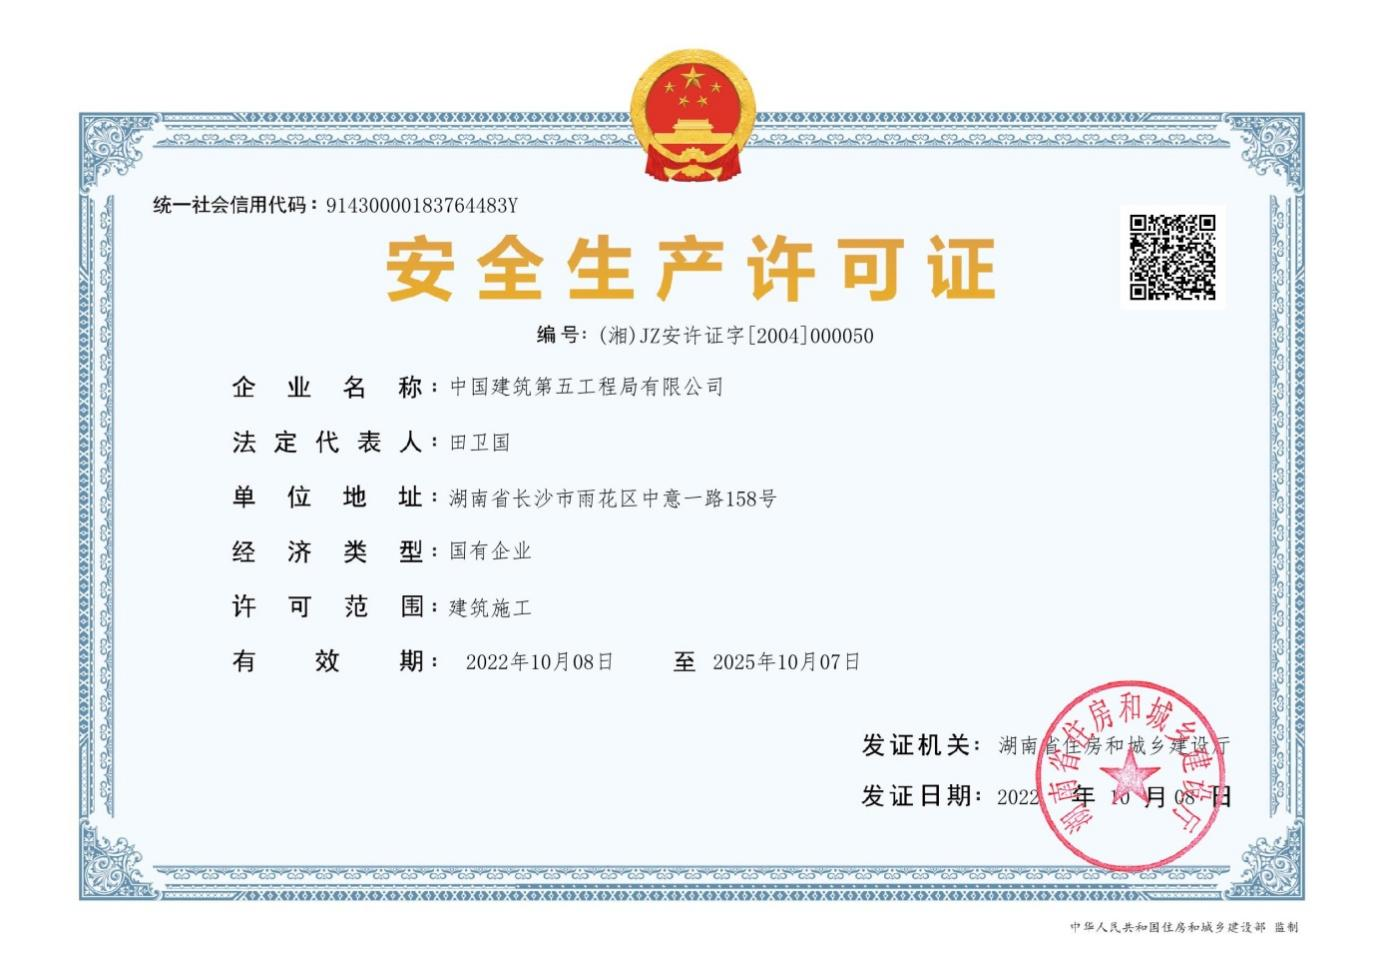 统一社会信用代码：91430000183764483Y
安全生产许可证
编号：(湘)JZ安许证字[2004]000050
企业名称：中国建筑第五工程局有限公司
法定代表人：田卫国
单位地址：湖南省长沙市雨花区中意一路158号
经济类型：国有企业
许可范围：建筑施工
有效期：2022年10月08日 至 2025年10月07日
发证机关：湖南省住房和城乡建设厅
发证日期：2022年10月08日
湖南省住房和城乡建设厅
中华人民共和国住房和城乡建设部 监制